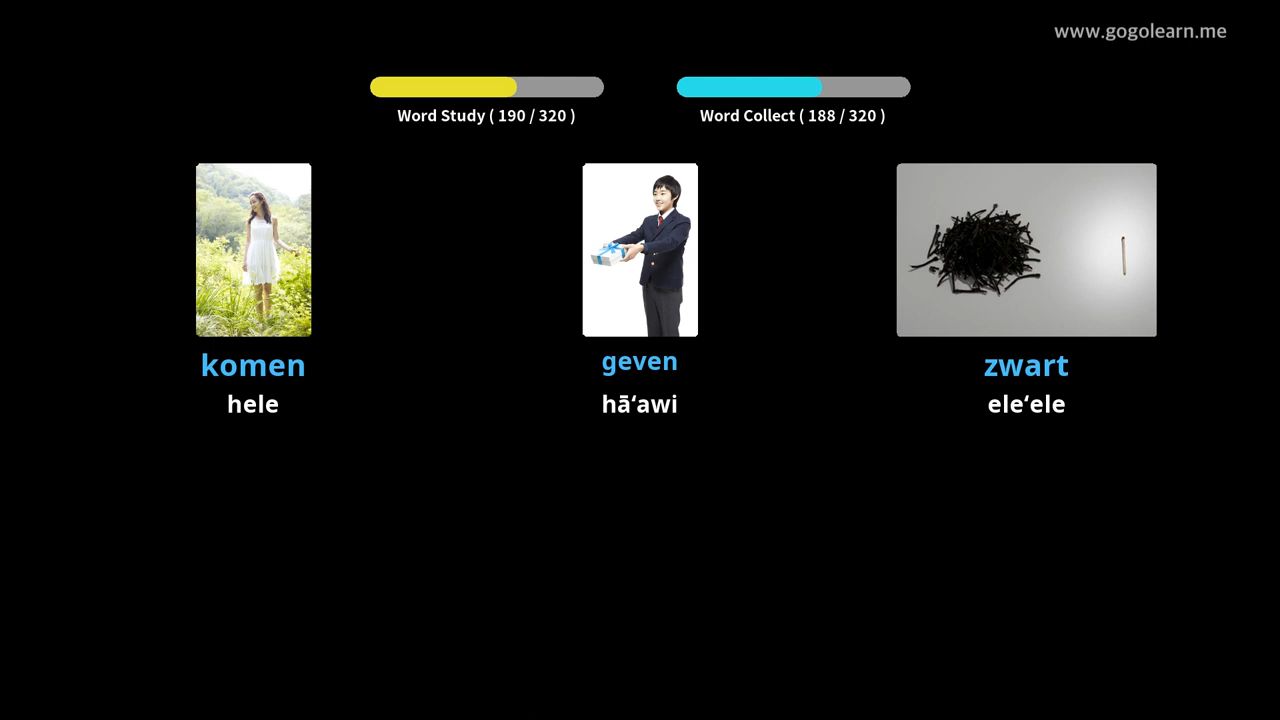 www.gogolearn.me
Word Study ( 190 / 320 )
Word Collect ( 188 / 320 )
komen
geven
zwart
hele
hāʻawi
eleʻele